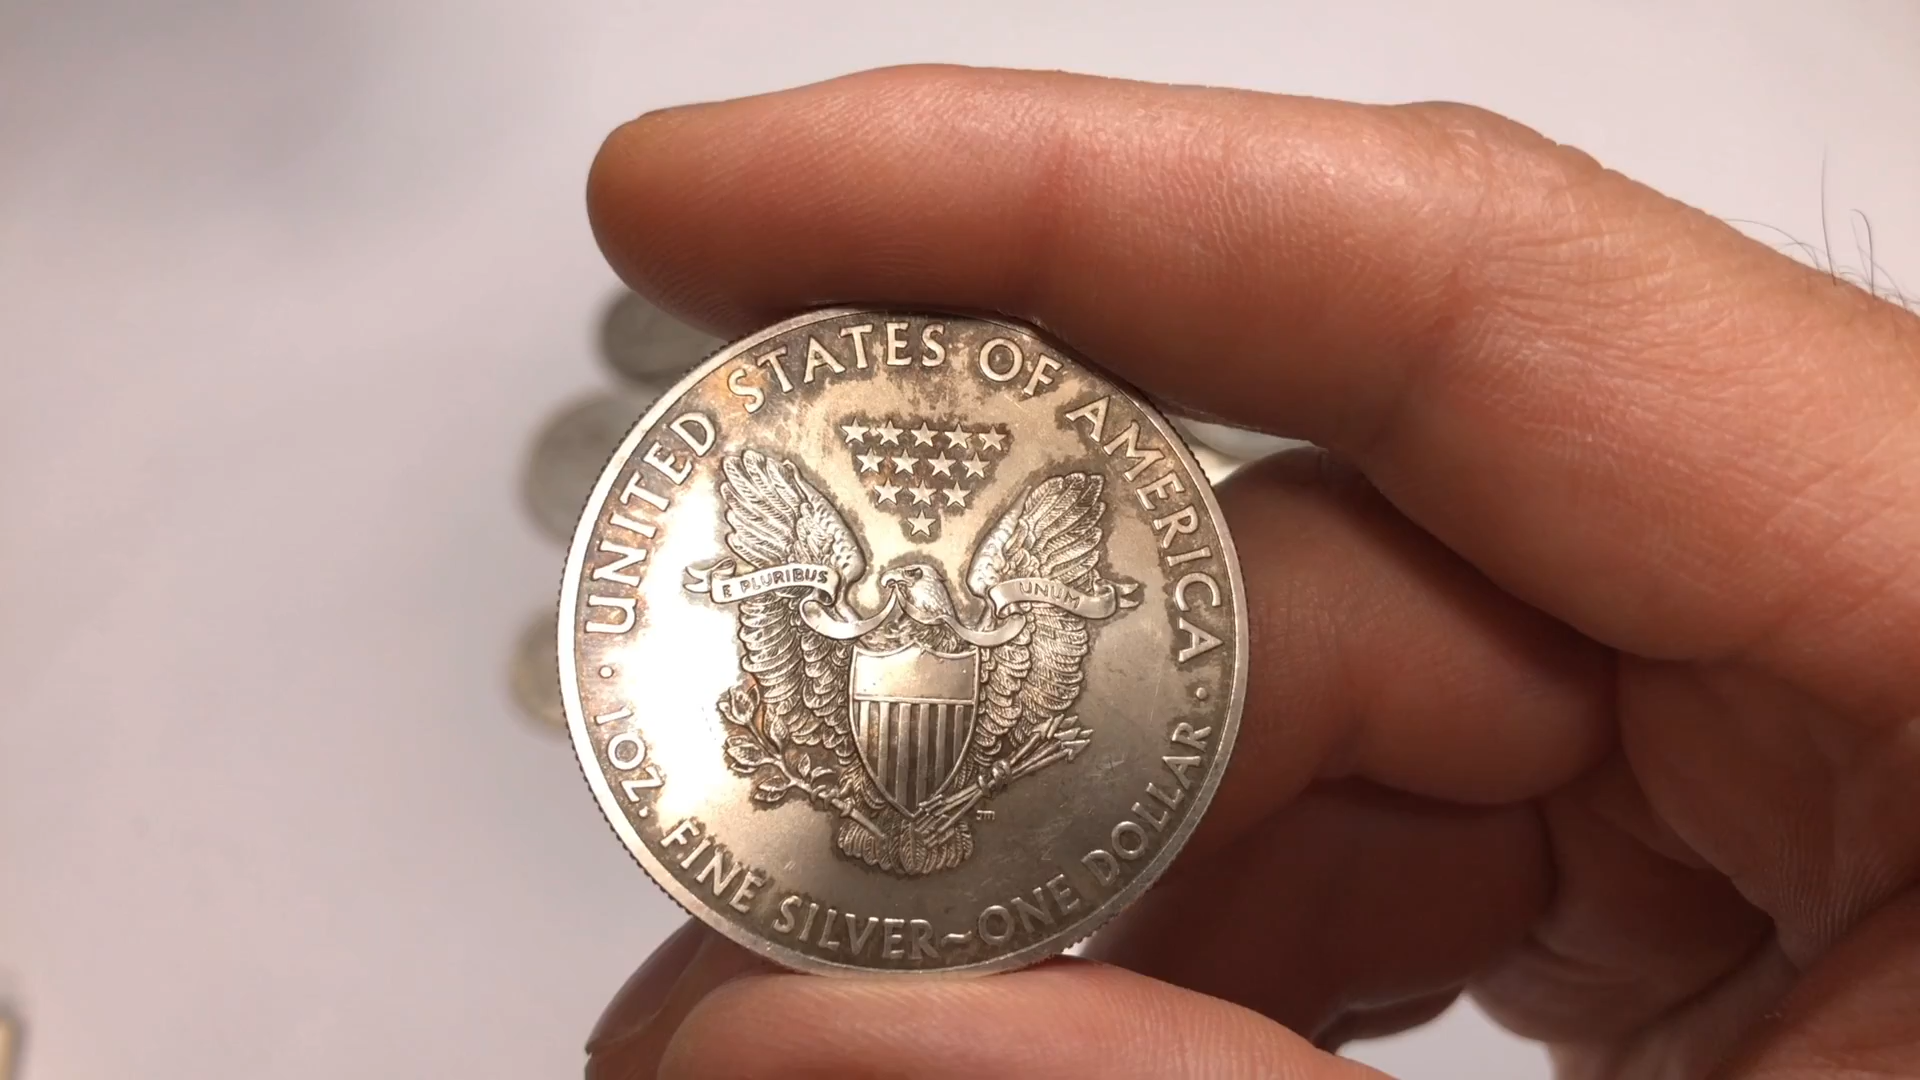 UNITED STATES OF AMERICA
E PLURIBUS UNUM
JM
· 1 OZ. FINE SILVER~ONE DOLLAR ·